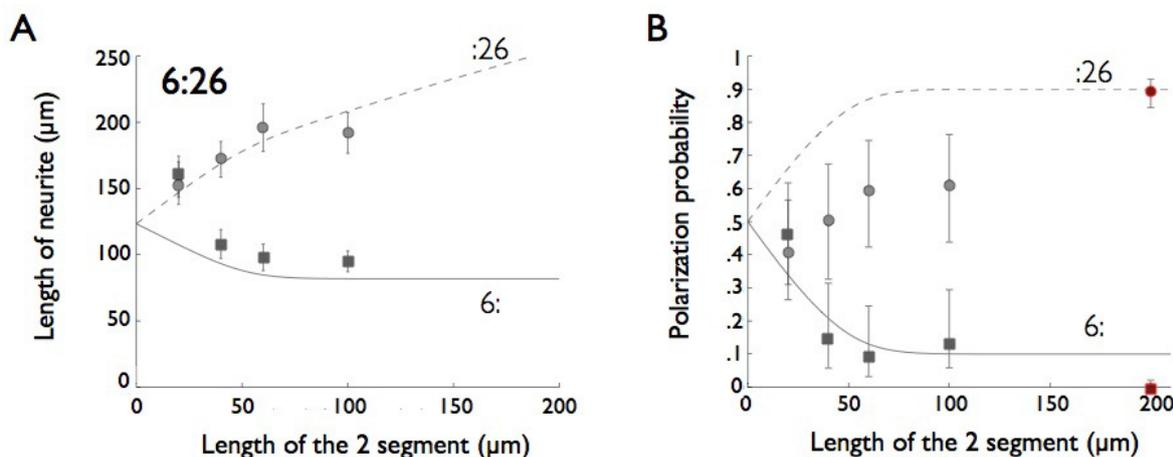 A
6:26
:26
6:
250
200
150
100
50
0
0 50 100 150 200
Length of neurite (µm)
Length of the 2 segment (µm)
B
:26
6:
1
.9
.8
.7
.6
.5
.4
.3
.2
.1
0
0 50 100 150 200
Polarization probability
Length of the 2 segment (µm)